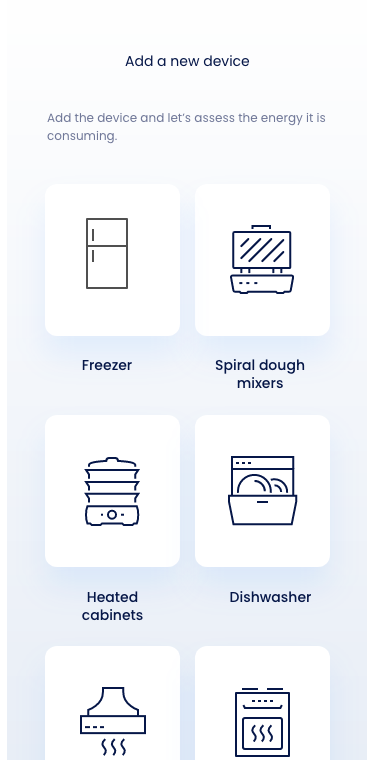 Add a new device
Add the device and let’s assess the energy it is
consuming.
Freezer
Spiral dough
mixers
Heated
cabinets
Dishwasher